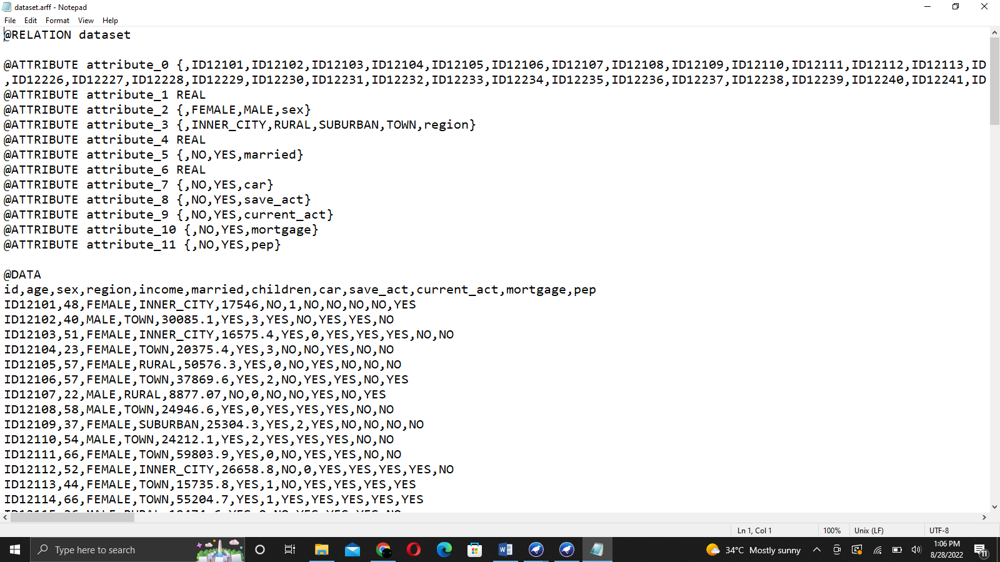 dataset.arff - Notepad
File Edit Format View Help
@RELATION dataset
@ATTRIBUTE attribute_0 {,ID12101,ID12102,ID12103,ID12104,ID12105,ID12106,ID12107,ID12108,ID12109,ID12110,ID12111,ID12112,ID12113,ID
,ID12226,ID12227,ID12228,ID12229,ID12230,ID12231,ID12232,ID12233,ID12234,ID12235,ID12236,ID12237,ID12238,ID12239,ID12240,ID12241,ID
@ATTRIBUTE attribute_1 REAL
@ATTRIBUTE attribute_2 {,FEMALE,MALE,sex}
@ATTRIBUTE attribute_3 {,INNER_CITY,RURAL,SUBURBAN,TOWN,region}
@ATTRIBUTE attribute_4 REAL
@ATTRIBUTE attribute_5 {,NO,YES,married}
@ATTRIBUTE attribute_6 REAL
@ATTRIBUTE attribute_7 {,NO,YES,car}
@ATTRIBUTE attribute_8 {,NO,YES,save_act}
@ATTRIBUTE attribute_9 {,NO,YES,current_act}
@ATTRIBUTE attribute_10 {,NO,YES,mortgage}
@ATTRIBUTE attribute_11 {,NO,YES,pep}
@DATA
id,age,sex,region,income,married,children,car,save_act,current_act,mortgage,pep
ID12101,48,FEMALE,INNER_CITY,17546,NO,1,NO,NO,NO,NO,YES
ID12102,40,MALE,TOWN,30085.1,YES,3,YES,NO,YES,YES,NO
ID12103,51,FEMALE,INNER_CITY,16575.4,YES,0,YES,YES,YES,NO,NO
ID12104,23,FEMALE,TOWN,20375.4,YES,3,NO,NO,YES,NO,NO
ID12105,57,FEMALE,RURAL,50576.3,YES,0,NO,YES,NO,NO,NO
ID12106,57,FEMALE,TOWN,37869.6,YES,2,NO,YES,YES,NO,YES
ID12107,22,MALE,RURAL,8877.07,NO,0,NO,NO,YES,NO,YES
ID12108,58,MALE,TOWN,24946.6,YES,0,YES,YES,YES,NO,NO
ID12109,37,FEMALE,SUBURBAN,25304.3,YES,2,YES,NO,NO,NO,NO
ID12110,54,MALE,TOWN,24212.1,YES,2,YES,YES,YES,NO,NO
ID12111,66,FEMALE,TOWN,59803.9,YES,0,NO,YES,YES,NO,NO
ID12112,52,FEMALE,INNER_CITY,26658.8,NO,0,YES,YES,YES,YES,NO
ID12113,44,FEMALE,TOWN,15735.8,YES,1,NO,YES,YES,YES,YES
ID12114,66,FEMALE,TOWN,55204.7,YES,1,YES,YES,YES,YES,YES
Ln 1, Col 1 100% Unix (LF) UTF-8
Type here to search
34°C Mostly sunny
1:06 PM
8/28/2022
11